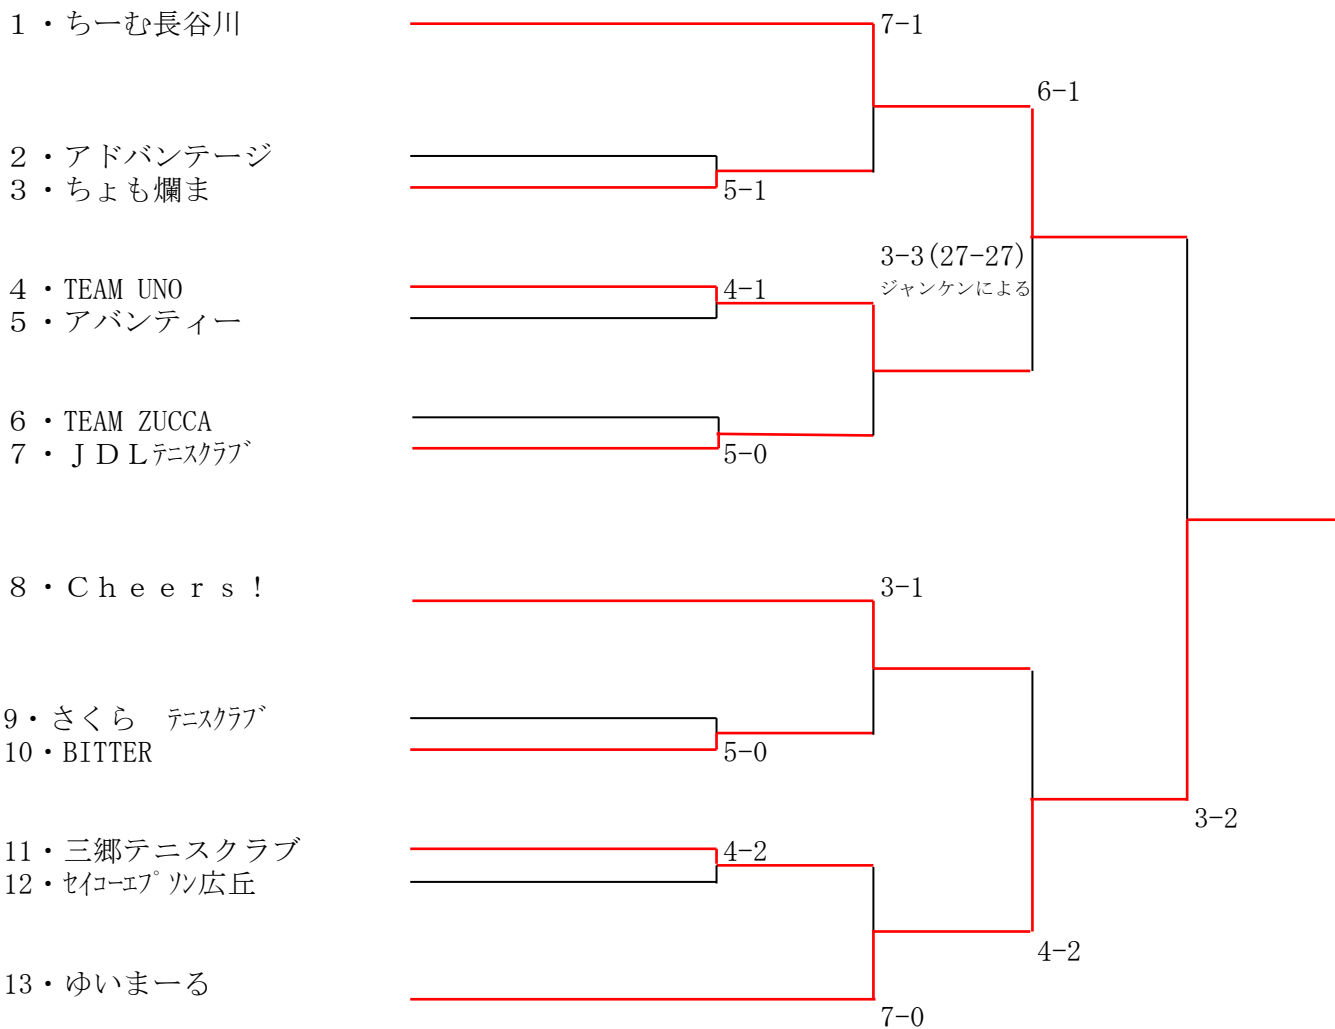 １・ちーむ長谷川
7-1
6-1
２・アドバンテージ
３・ちょも爛ま
5-1
3-3(27-27)
ジャンケンによる
４・TEAM UNO
4-1
５・アバンティー
６・TEAM ZUCCA
７・ＪＤＬﾃﾆｽｸﾗﾌﾞ
5-0
８・Ｃｈｅｅｒｓ！
3-1
9・さくら　ﾃﾆｽｸﾗﾌﾞ
10・BITTER
5-0
3-2
11・三郷テニスクラブ
4-2
12・ｾｲｺｰｴﾌﾟｿﾝ広丘
4-2
13・ゆいまーる
7-0